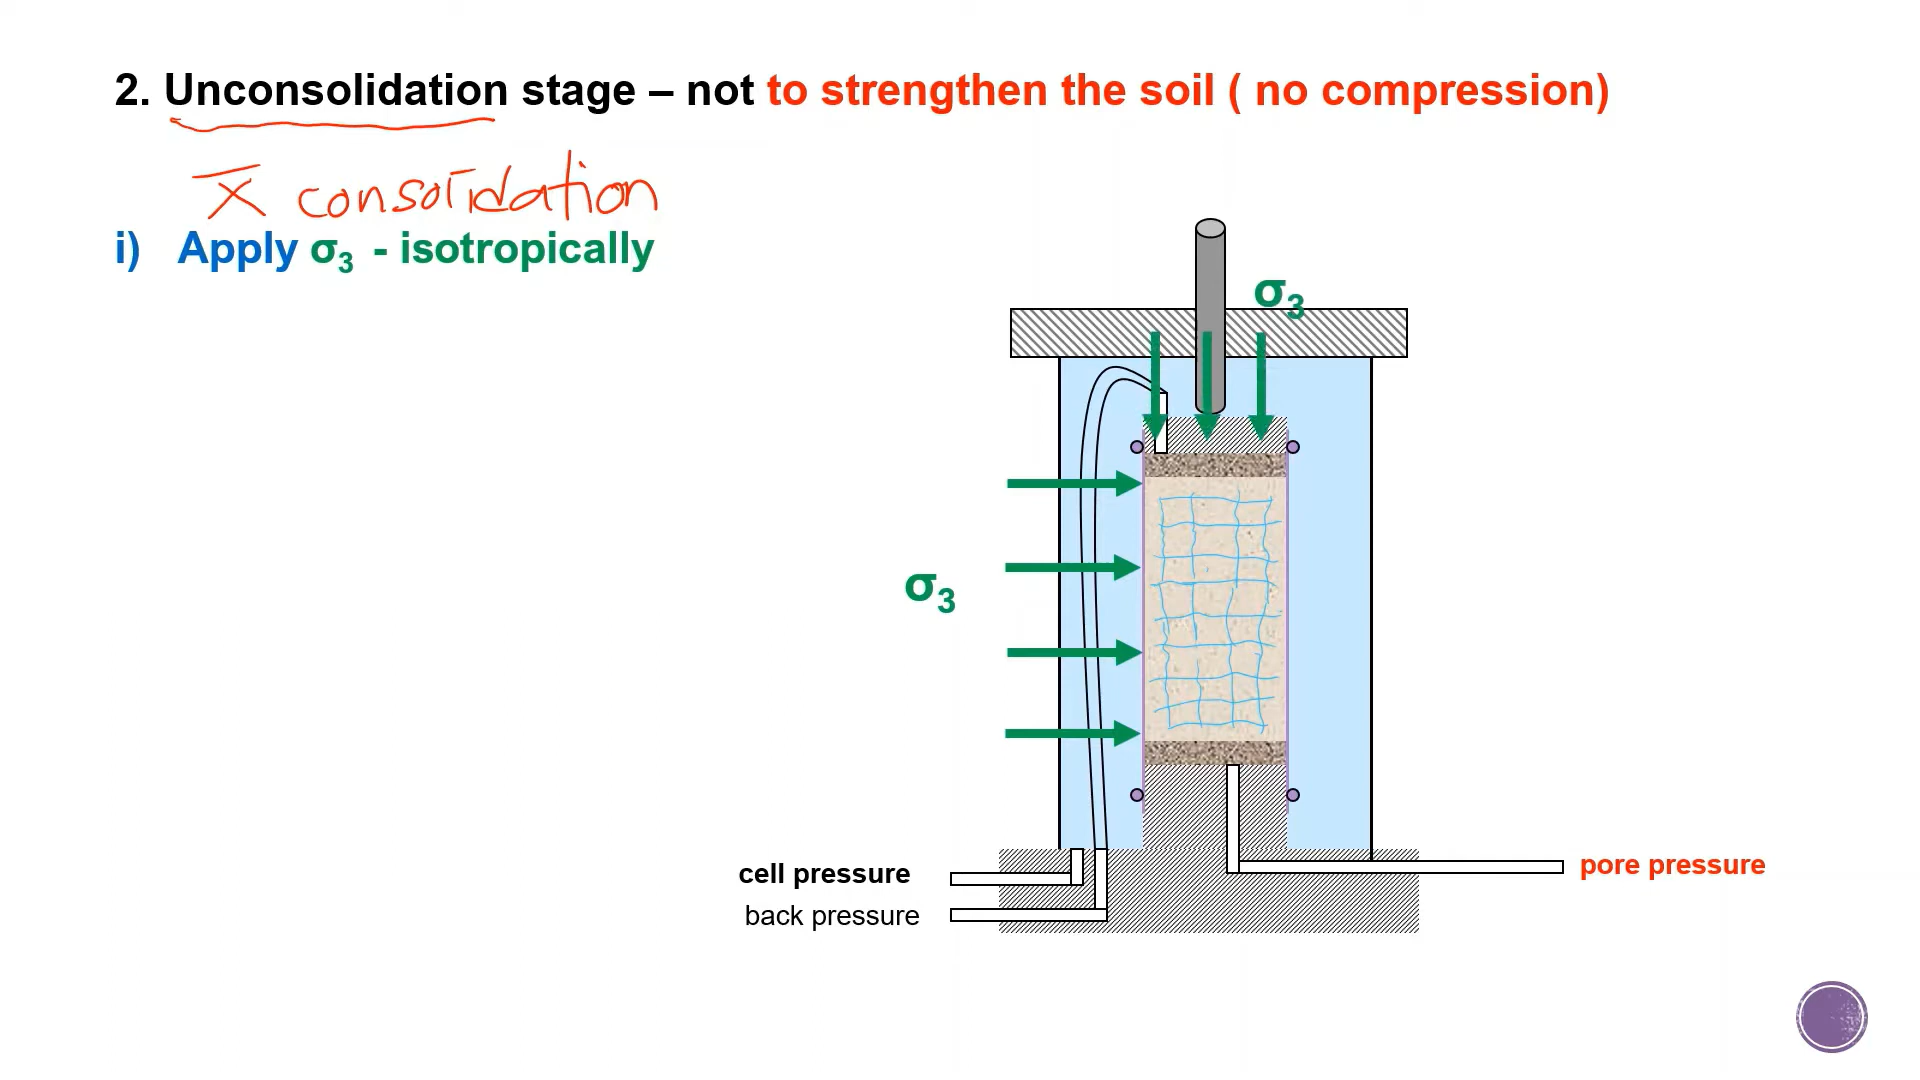 2. Unconsolidation stage – not to strengthen the soil ( no compression)
X consolidation
i) Apply σ₃ - isotropically
σ₃
σ₃
cell pressure
back pressure
pore pressure